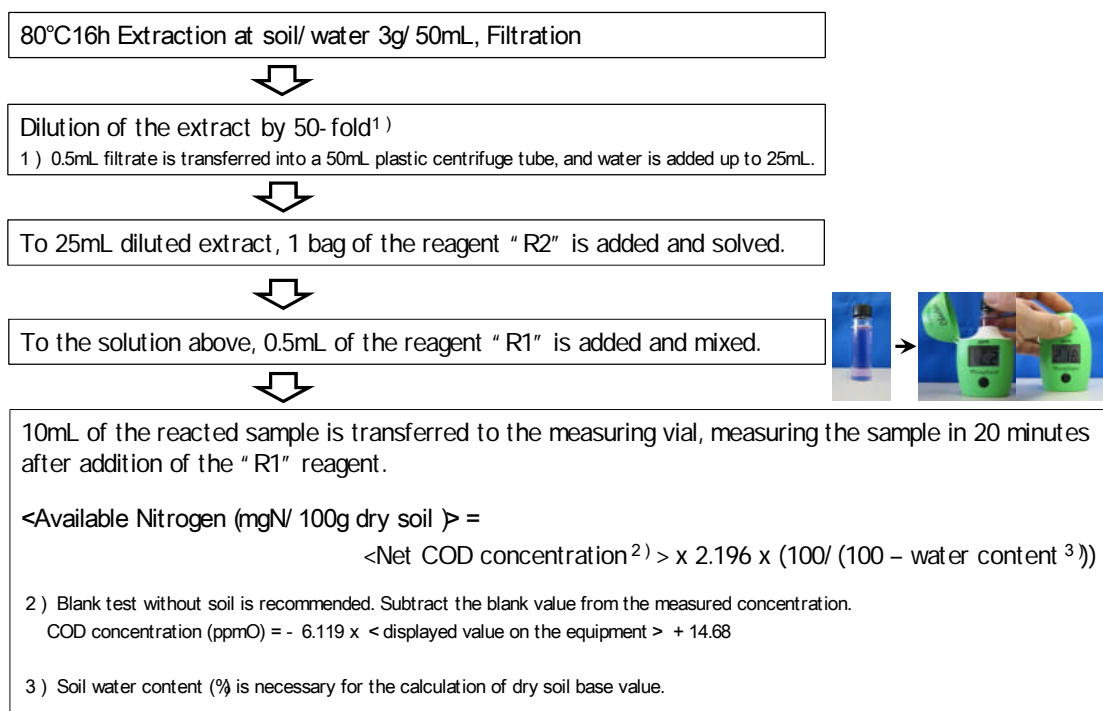 80°C16h Extraction at soil/ water 3g/ 50mL, Filtration
Dilution of the extract by 50-fold1)
1) 0.5mL filtrate is transferred into a 50mL plastic centrifuge tube, and water is added up to 25mL.
To 25mL diluted extract, 1 bag of the reagent “R2” is added and solved.
To the solution above, 0.5mL of the reagent “R1” is added and mixed.
10mL of the reacted sample is transferred to the measuring vial, measuring the sample in 20 minutes
after addition of the “R1” reagent.
<Available Nitrogen (mgN/ 100g dry soil )> =
<Net COD concentration2) > x 2.196 x (100/ (100 – water content 3)))
2) Blank test without soil is recommended. Subtract the blank value from the measured concentration.
COD concentration (ppmO) = - 6.119 x < displayed value on the equipment > + 14.68
3) Soil water content (%) is necessary for the calculation of dry soil base value.